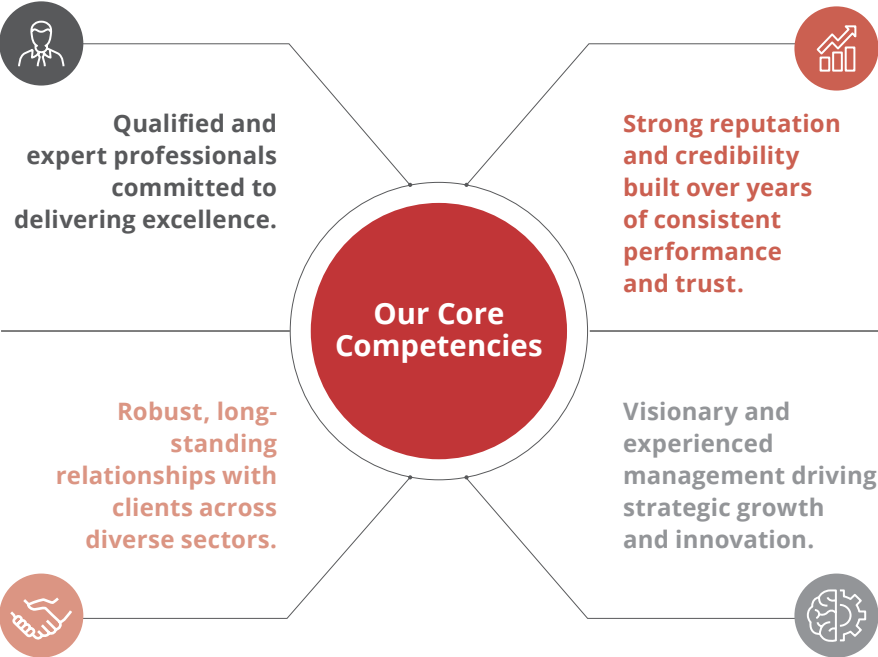 Qualified and
expert professionals
committed to
delivering excellence.
Strong reputation
and credibility
built over years
of consistent
performance
and trust.
Our Core
Competencies
Robust, long-
standing
relationships with
clients across
diverse sectors.
Visionary and
experienced
management driving
strategic growth
and innovation.